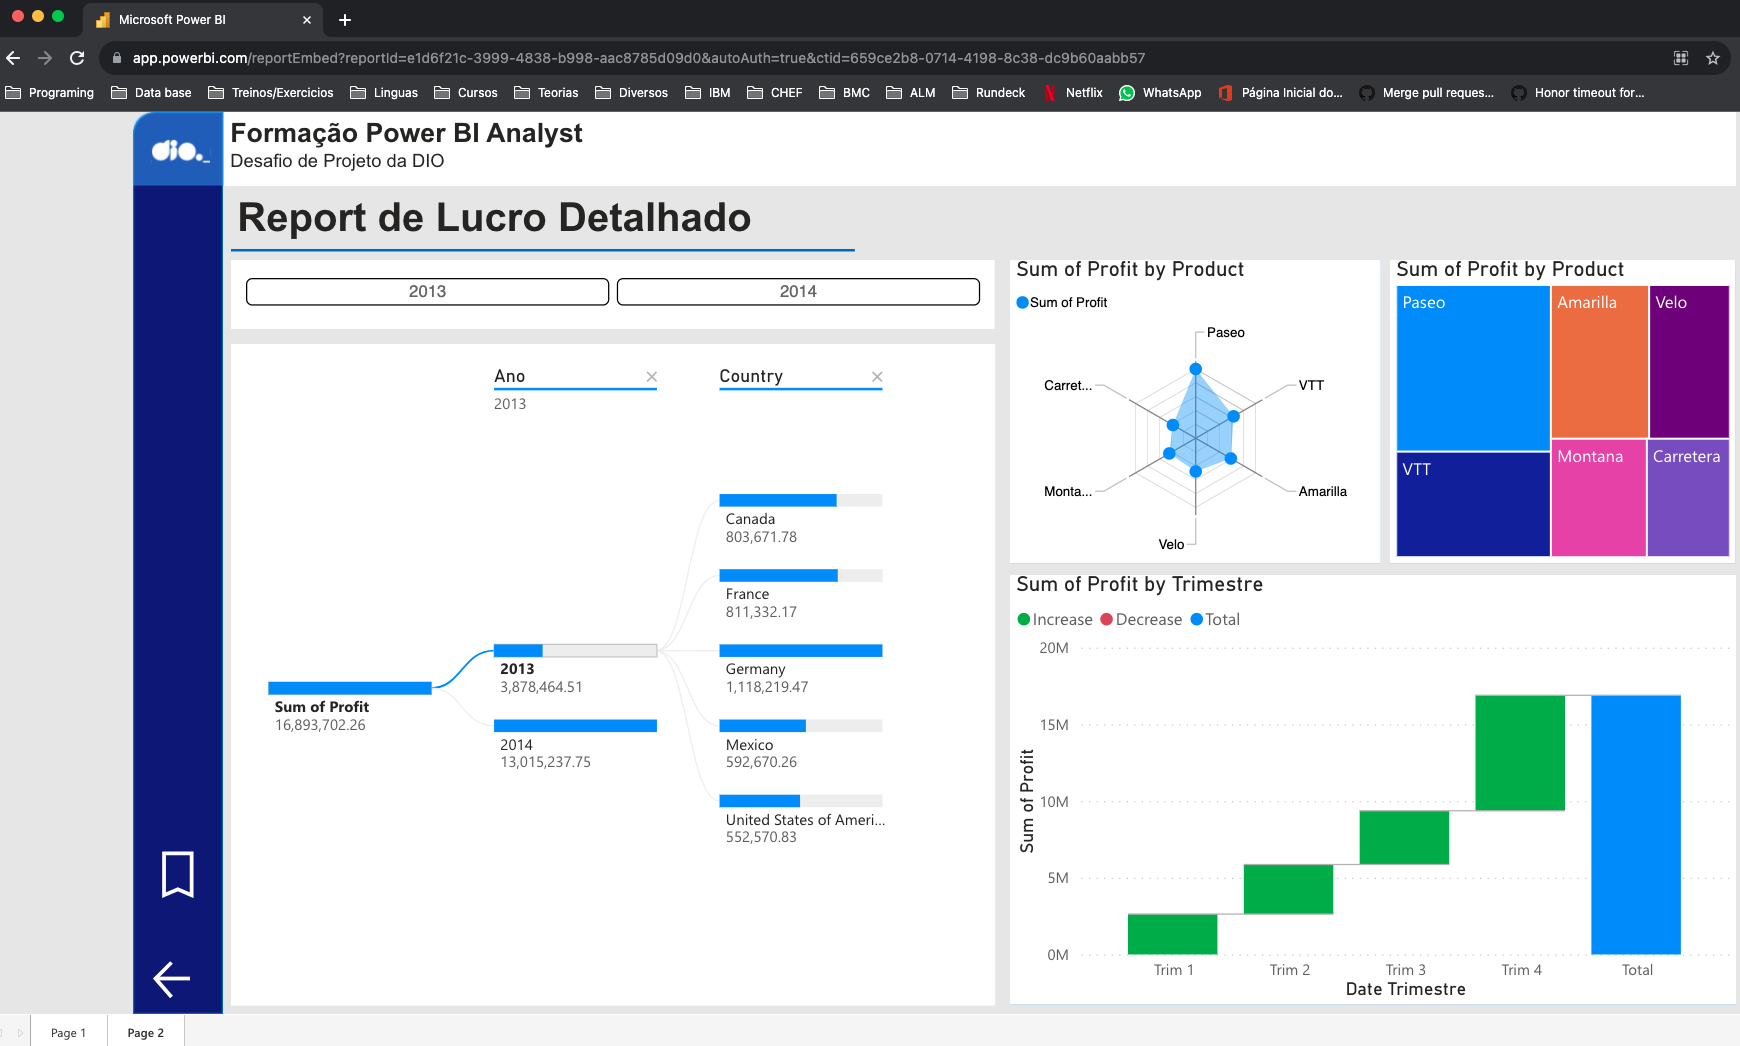 Microsoft Power BI
app.powerbi.com/reportEmbed?reportId=e1d6f21c-3999-4838-b998-aac8785d09d0&autoAuth=true&ctid=659ce2b8-0714-4198-8c38-dc9b60aabb57
Programing Data base Treinos/Exercicios Linguas Cursos Teorias Diversos IBM CHEF BMC ALM Rundeck Netflix WhatsApp Página Inicial do... Merge pull reques... Honor timeout for...
dio._
Formação Power BI Analyst
Desafio de Projeto da DIO
Report de Lucro Detalhado
2013 2014
Ano Country
2013
Canada
803,671.78
France
811,332.17
2013
3,878,464.51
Germany
1,118,219.47
Sum of Profit
16,893,702.26
2014
13,015,237.75
Mexico
592,670.26
United States of Ameri...
552,570.83
Sum of Profit by Product
Sum of Profit
Paseo
Carret...
VTT
Monta...
Amarilla
Velo
Sum of Profit by Product
Paseo Amarilla Velo
VTT Montana Carretera
Sum of Profit by Trimestre
Increase Decrease Total
20M
15M
10M
5M
0M
Sum of Profit
Trim 1 Trim 2 Trim 3 Trim 4 Total
Date Trimestre
Page 1 Page 2